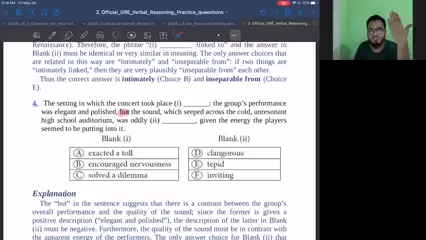 3. Official_GRE_Verbal_Reasoning_Practice_questions
Renaissance). Therefore, the phrase "(i) ________ linked to" and the answer to
Blank (ii) must be identical or very similar in meaning. The only answer choices that
are related in this way are "intimately" and "inseparable from": if two things are
"intimately linked," then they are very plausibly "inseparable from" each other.
Thus the correct answer is intimately (Choice B) and inseparable from (Choice
E).
4. The setting in which the concert took place (i) ________: the group's performance
was elegant and polished, but the sound, which seeped across the cold, unresonant
high school auditorium, was oddly (ii) ________, given the energy the players
seemed to be putting into it.
Blank (i) Blank (ii)
A exacted a toll D clangorous
B encouraged nervousness E tepid
C solved a dilemma F inviting
Explanation
The "but" in the sentence suggests that there is a contrast between the group's
overall performance and the quality of the sound; since the former is given a
positive description ("elegant and polished"), the description of the latter in Blank
(ii) must be negative. Furthermore, the quality of the sound must be in contrast with
the apparent energy of the performers. The only answer choice for Blank (ii) that